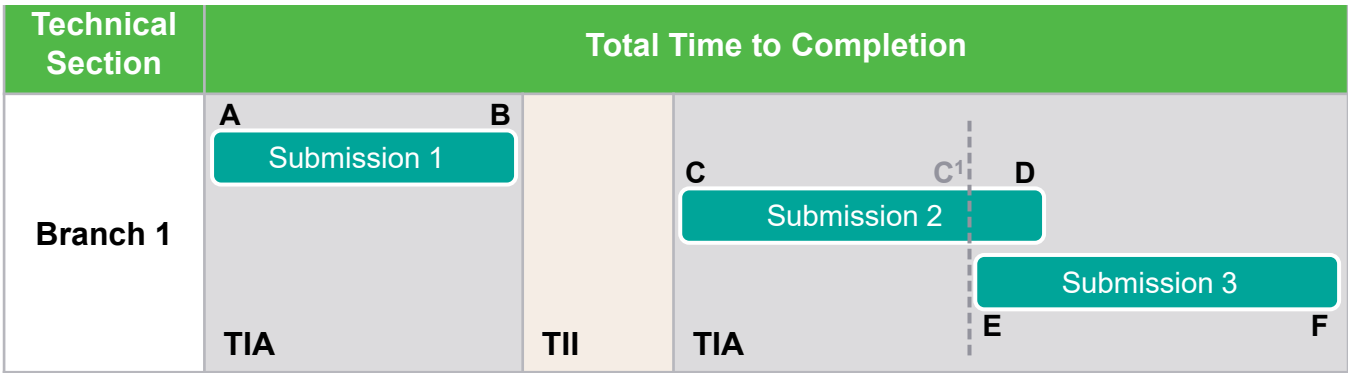 Technical
Section
Total Time to Completion
A
B
Submission 1
C
C¹
D
Branch 1
Submission 2
Submission 3
E
F
TIA
TII
TIA